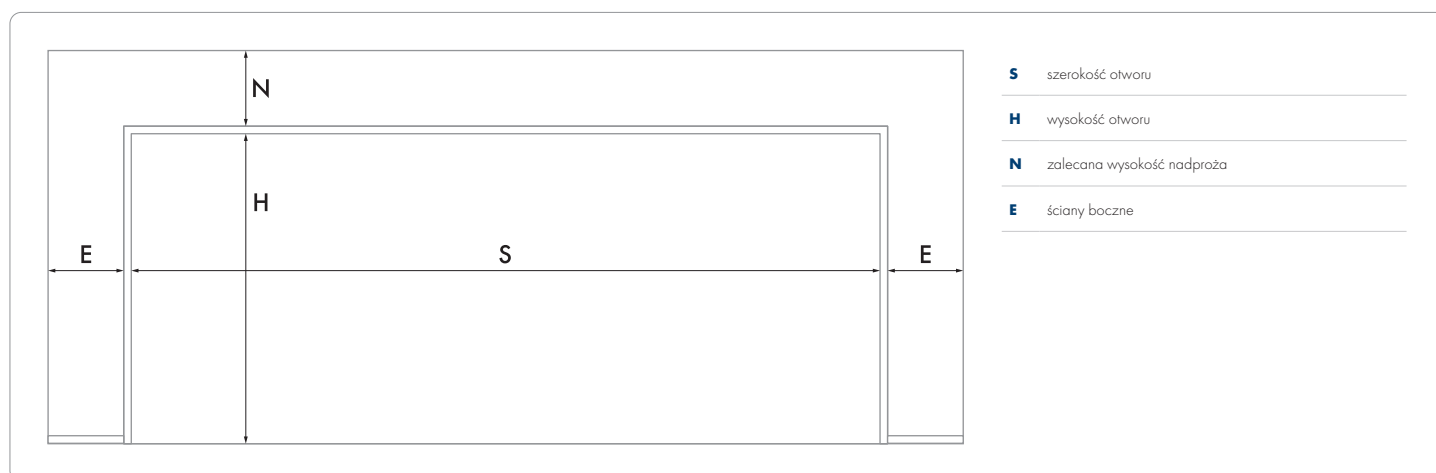 N
H
E
S
E
S szerokość otworu
H wysokość otworu
N zalecana wysokość nadproża
E ściany boczne